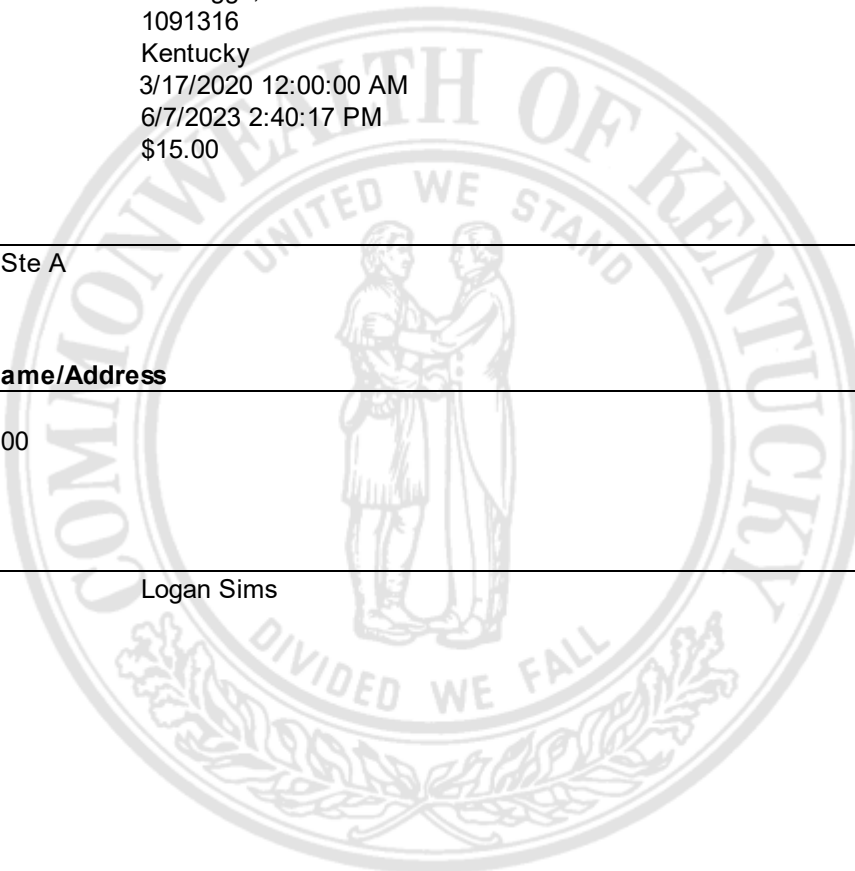 1091316
Kentucky
3/17/2020 12:00:00 AM
6/7/2023 2:40:17 PM
$15.00
COMMONWEALTH OF KENTUCKY
UNITED WE STAND
Ste A
ame/Address
00
Logan Sims
DIVIDED WE FALL